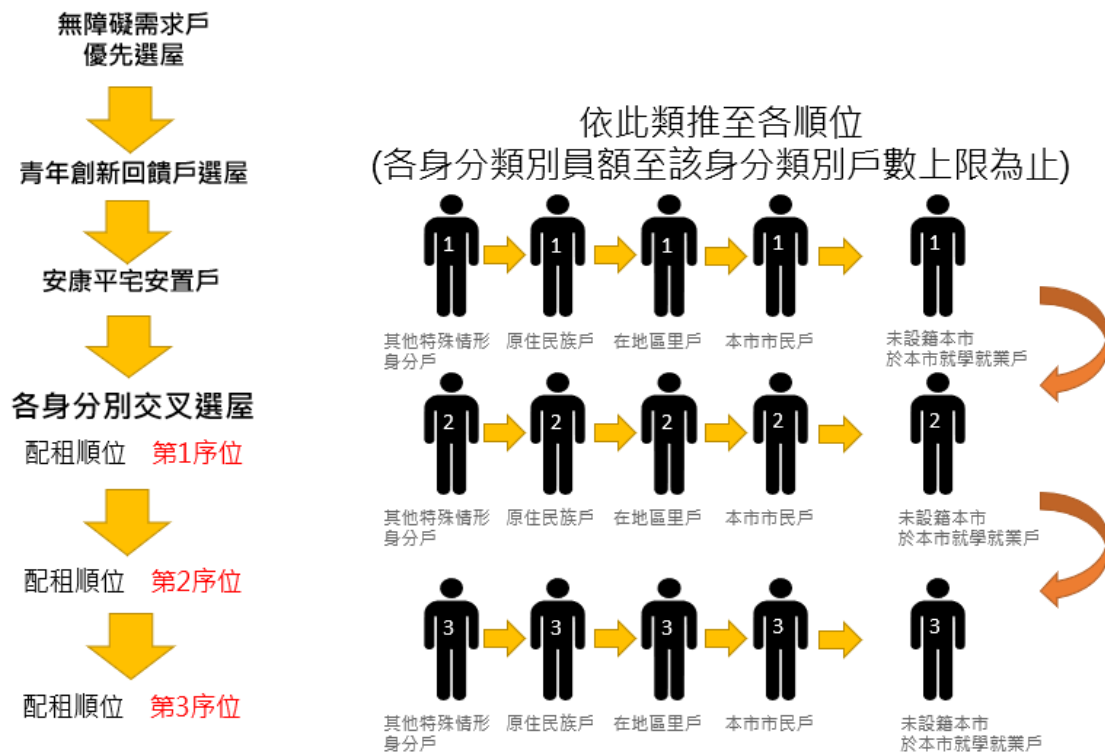 無障礙需求戶
優先選屋
青年創新回饋戶選屋
安康平宅安置戶
各身分別交叉選屋
配租順位 第1序位
配租順位 第2序位
配租順位 第3序位
依此類推至各順位
(各身分類別員額至該身分類別戶數上限為止)
1 1 1 1 1
其他特殊情形
身分戶
原住民族戶
在地區里戶
本市市民戶
未設籍本市
於本市就學就業戶
2 2 2 2 2
其他特殊情形
身分戶
原住民族戶
在地區里戶
本市市民戶
未設籍本市
於本市就學就業戶
3 3 3 3 3
其他特殊情形
身分戶
原住民族戶
在地區里戶
本市市民戶
未設籍本市
於本市就學就業戶